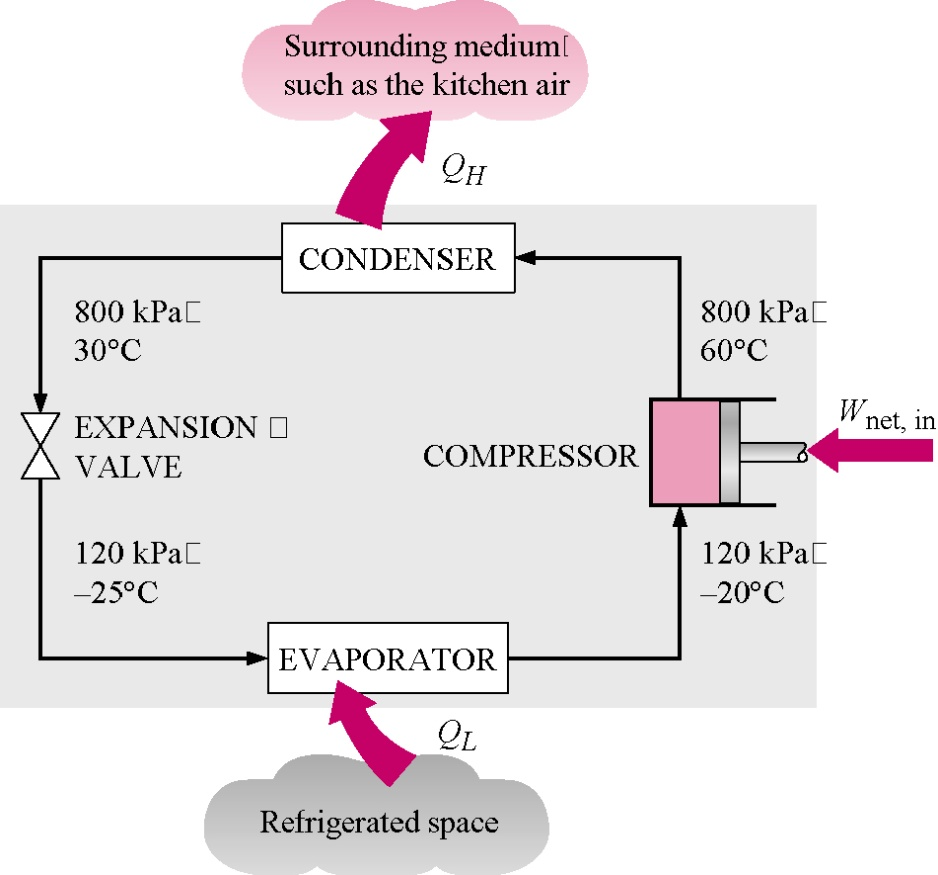 Surrounding medium
such as the kitchen air
Q_H
CONDENSER
800 kPa
30°C
800 kPa
60°C
EXPANSION
VALVE
COMPRESSOR
W_net, in
120 kPa
–25°C
120 kPa
–20°C
EVAPORATOR
Q_L
Refrigerated space